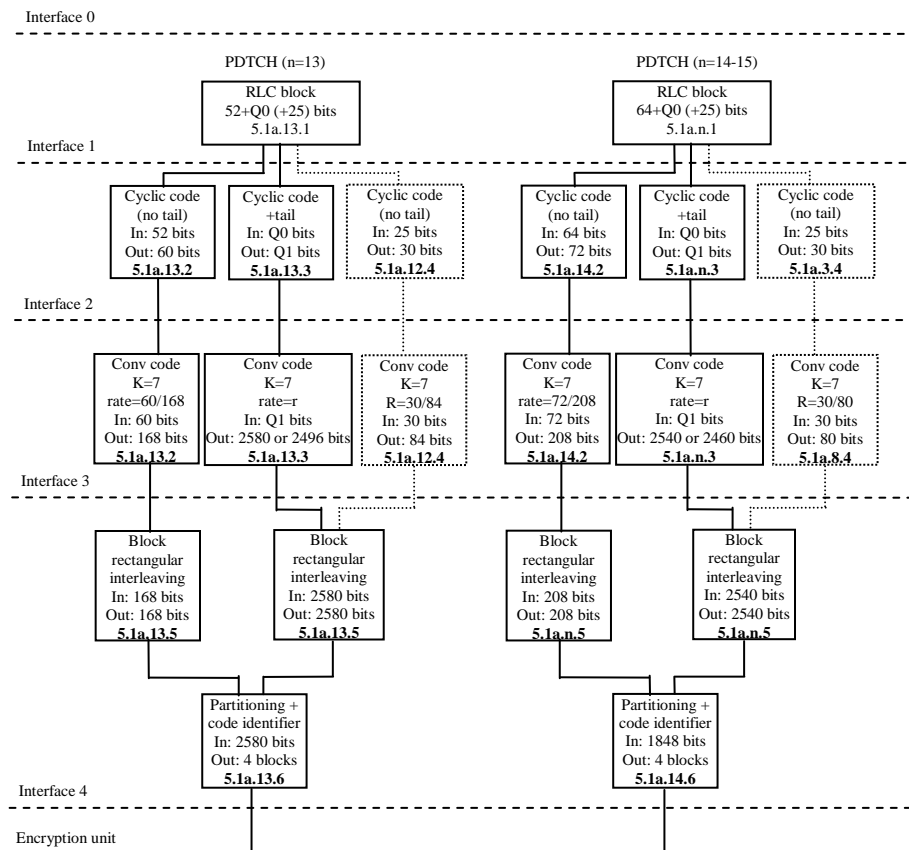 Interface 0
PDTCH (n=13)
RLC block
52+Q0 (+25) bits
5.1a.13.1
PDTCH (n=14-15)
RLC block
64+Q0 (+25) bits
5.1a.n.1
Interface 1
Cyclic code
(no tail)
In: 52 bits
Out: 60 bits
5.1a.13.2
Cyclic code
+tail
In: Q0 bits
Out: Q1 bits
5.1a.13.3
Cyclic code
(no tail)
In: 25 bits
Out: 30 bits
5.1a.12.4
Cyclic code
(no tail)
In: 64 bits
Out: 72 bits
5.1a.14.2
Cyclic code
+tail
In: Q0 bits
Out: Q1 bits
5.1a.n.3
Cyclic code
(no tail)
In: 25 bits
Out: 30 bits
5.1a.3.4
Interface 2
Conv code
K=7
rate=60/168
In: 60 bits
Out: 168 bits
5.1a.13.2
Conv code
K=7
rate=r
In: Q1 bits
Out: 2580 or 2496 bits
5.1a.13.3
Conv code
K=7
R=30/84
In: 30 bits
Out: 84 bits
5.1a.12.4
Conv code
K=7
rate=72/208
In: 72 bits
Out: 208 bits
5.1a.14.2
Conv code
K=7
rate=r
In: Q1 bits
Out: 2540 or 2460 bits
5.1a.n.3
Conv code
K=7
R=30/80
In: 30 bits
Out: 80 bits
5.1a.8.4
Interface 3
Block
rectangular
interleaving
In: 168 bits
Out: 168 bits
5.1a.13.5
Block
rectangular
interleaving
In: 2580 bits
Out: 2580 bits
5.1a.13.5
Block
rectangular
interleaving
In: 208 bits
Out: 208 bits
5.1a.n.5
Block
rectangular
interleaving
In: 2540 bits
Out: 2540 bits
5.1a.n.5
Partitioning +
code identifier
In: 2580 bits
Out: 4 blocks
5.1a.13.6
Partitioning +
code identifier
In: 1848 bits
Out: 4 blocks
5.1a.14.6
Interface 4
Encryption unit